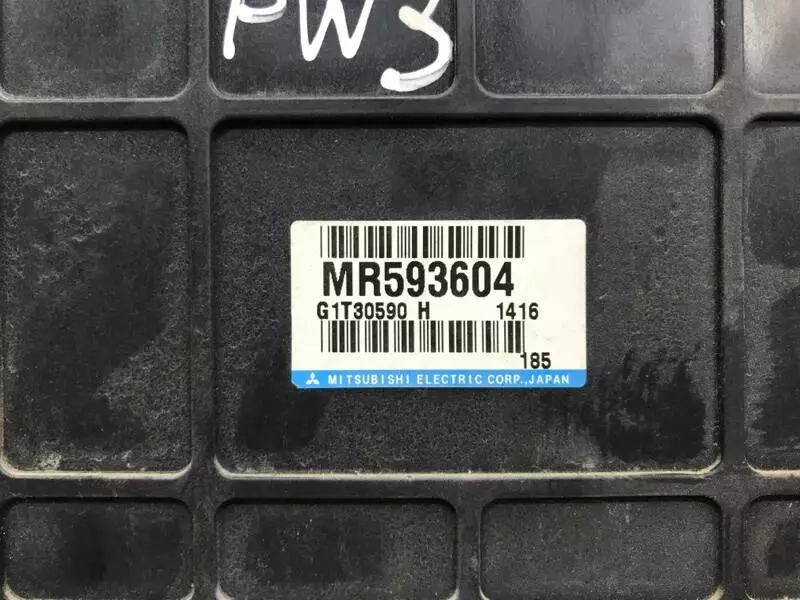 PW3
MR593604
G1T30590 H 1416
185
MITSUBISHI ELECTRIC CORP., JAPAN